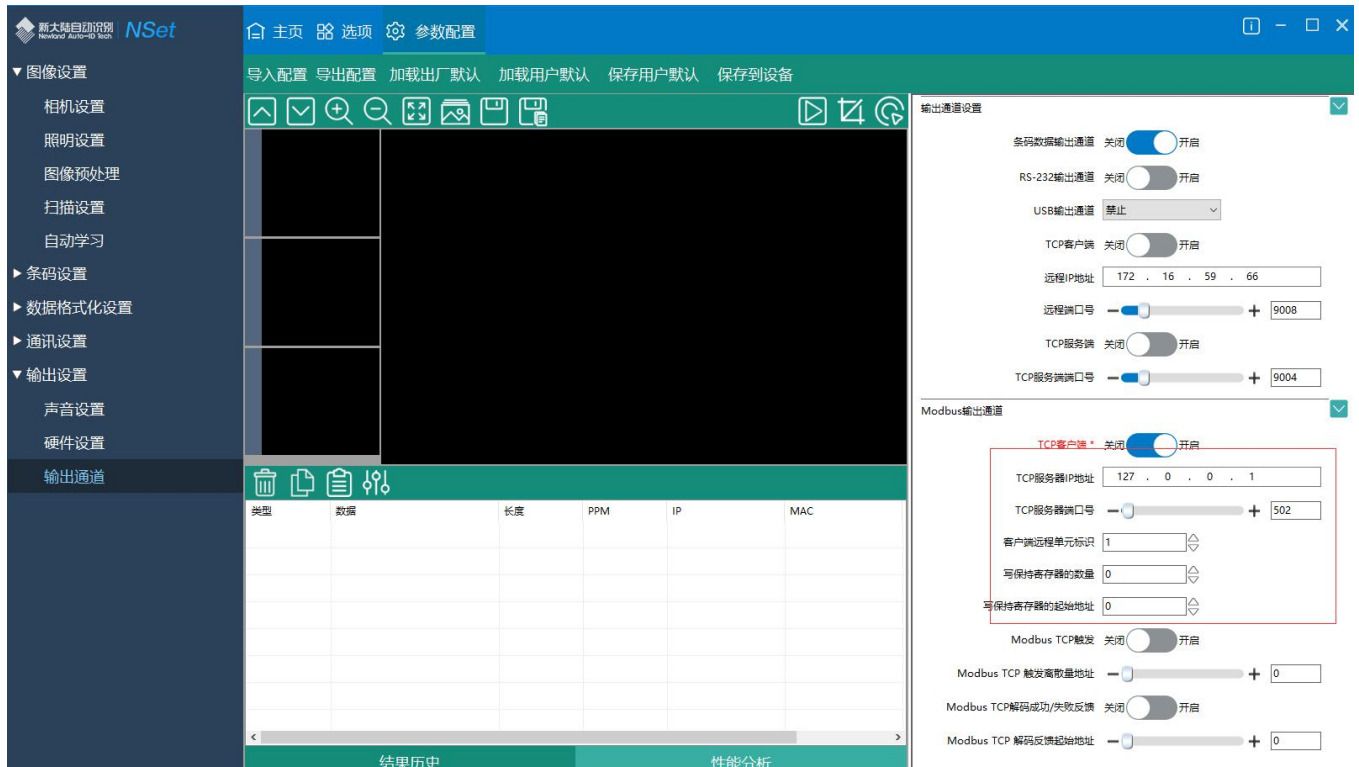 新大陆自动识别 NSet
Newland Auto-ID Tech
主页 选项 参数配置
导入配置 导出配置 加载出厂默认 加载用户默认 保存用户默认 保存到设备
图像设置
相机设置
照明设置
图像预处理
扫描设置
自动学习
条码设置
数据格式化设置
通讯设置
输出设置
声音设置
硬件设置
输出通道
类型 数据 长度 PPM IP MAC
结果历史 性能分析
输出通道设置
条码数据输出通道 关闭 开启
RS-232输出通道 关闭 开启
USB输出通道 禁止
TCP客户端 关闭 开启
远程IP地址 172 . 16 . 59 . 66
远程端口号 9008
TCP服务端 关闭 开启
TCP服务端端口号 9004
Modbus输出通道
TCP客户端 * 关闭 开启
TCP服务器IP地址 127 . 0 . 0 . 1
TCP服务器端口号 502
客户端远程单元标识 1
写保持寄存器的数量 0
写保持寄存器的起始地址 0
Modbus TCP触发 关闭 开启
Modbus TCP 触发离散量地址 0
Modbus TCP解码成功/失败反馈 关闭 开启
Modbus TCP 解码反馈起始地址 0